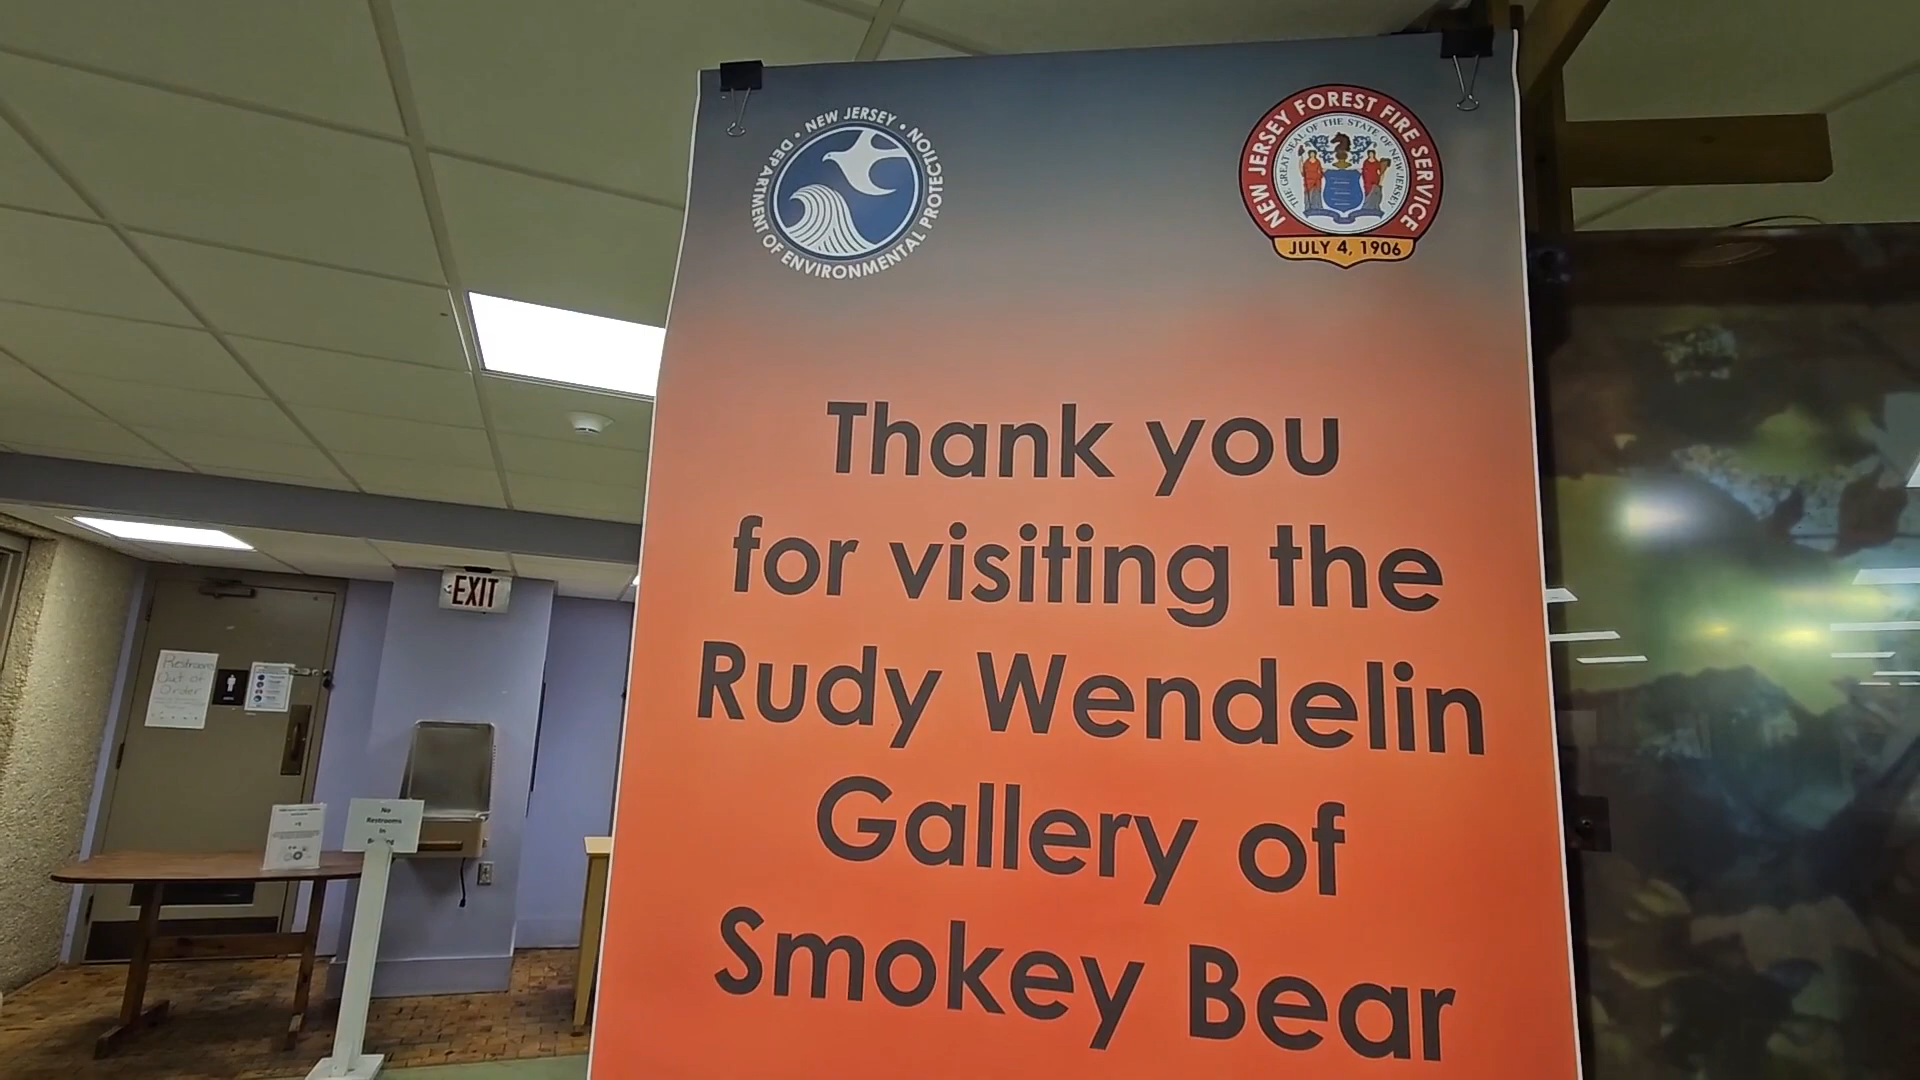 • NEW JERSEY •
DEPARTMENT OF ENVIRONMENTAL PROTECTION
NEW JERSEY FOREST FIRE SERVICE
THE GREAT SEAL OF THE STATE OF NEW JERSEY
JULY 4, 1906
Thank you
for visiting the
Rudy Wendelin
Gallery of
Smokey Bear
EXIT
Restrooms
Out of
Order
No
Restrooms
In